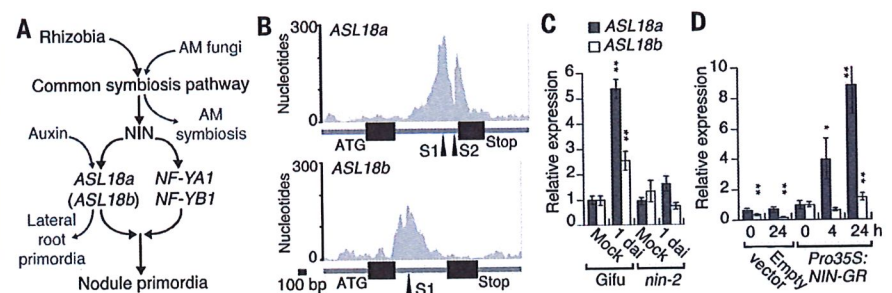 A
Rhizobia
AM fungi
Common symbiosis pathway
Auxin
NIN
AM
symbiosis
ASL18a
(ASL18b)
NF-YA1
NF-YB1
Lateral
root
primordia
Nodule primordia
B
300
ASL18a
Nucleotides
0
ATG
S1
S2
Stop
300
ASL18b
Nucleotides
0
100 bp
ATG
S1
Stop
C
ASL18a
ASL18b
Relative expression
6
5
4
3
2
1
0
**
**
Mock
1 dai
Mock
1 dai
Gifu
nin-2
D
Relative expression
10
8
6
4
2
0
**
**
*
**
**
0
24
0
4
24 h
Empty
vector
Pro35S:
NIN-GR